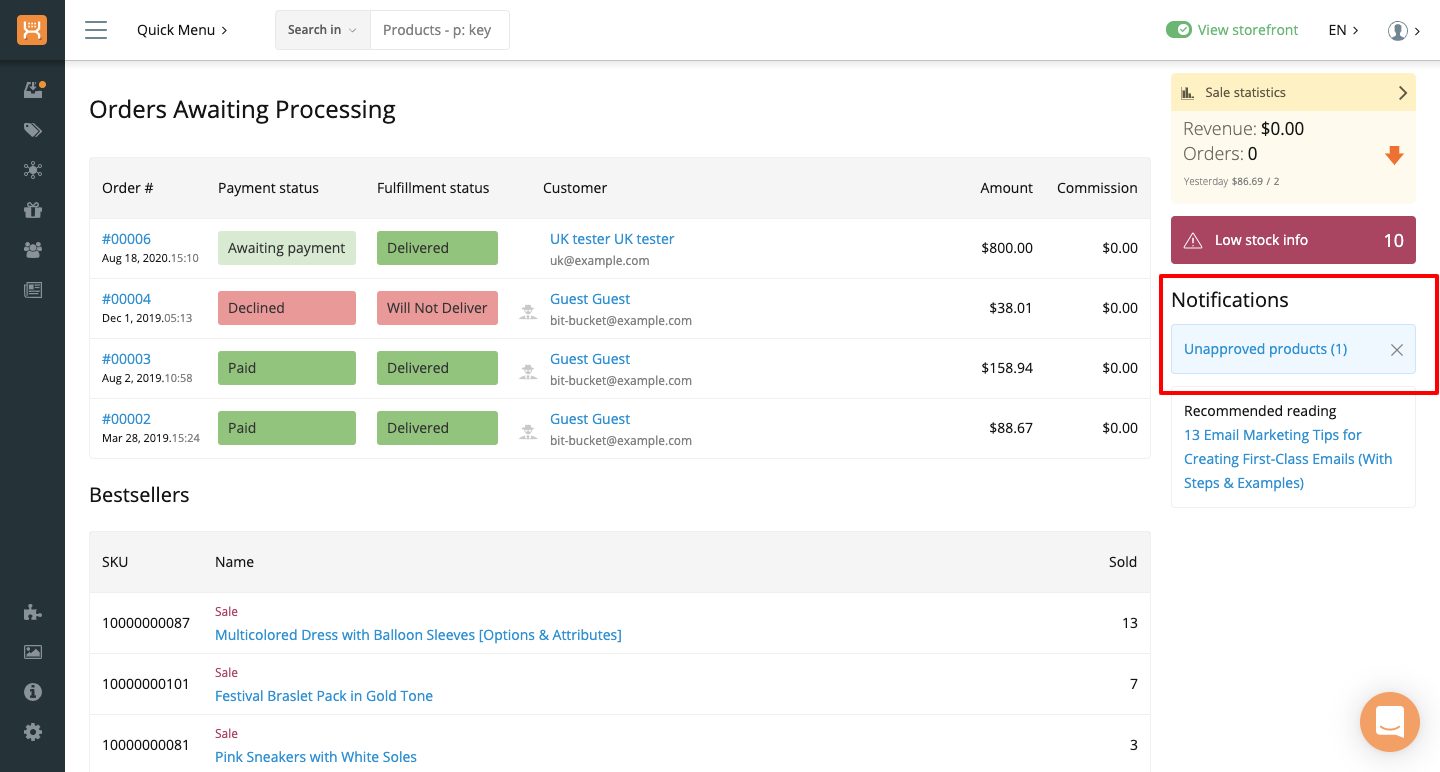 Quick Menu
Search in
Products - p: key
View storefront
EN
Orders Awaiting Processing
Order # Payment status Fulfillment status Customer Amount Commission
#00006 Awaiting payment Delivered UK tester UK tester $800.00 $0.00
Aug 18, 2020.15:10 uk@example.com
#00004 Declined Will Not Deliver Guest Guest $38.01 $0.00
Dec 1, 2019.05:13 bit-bucket@example.com
#00003 Paid Delivered Guest Guest $158.94 $0.00
Aug 2, 2019.10:58 bit-bucket@example.com
#00002 Paid Delivered Guest Guest $88.67 $0.00
Mar 28, 2019.15:24 bit-bucket@example.com
Bestsellers
SKU Name Sold
Sale
10000000087 Multicolored Dress with Balloon Sleeves [Options & Attributes] 13
Sale
10000000101 Festival Braslet Pack in Gold Tone 7
Sale
10000000081 Pink Sneakers with White Soles 3
Sale statistics
Revenue: $0.00
Orders: 0
Yesterday $86.69 / 2
Low stock info 10
Notifications
Unapproved products (1)
Recommended reading
13 Email Marketing Tips for
Creating First-Class Emails (With
Steps & Examples)